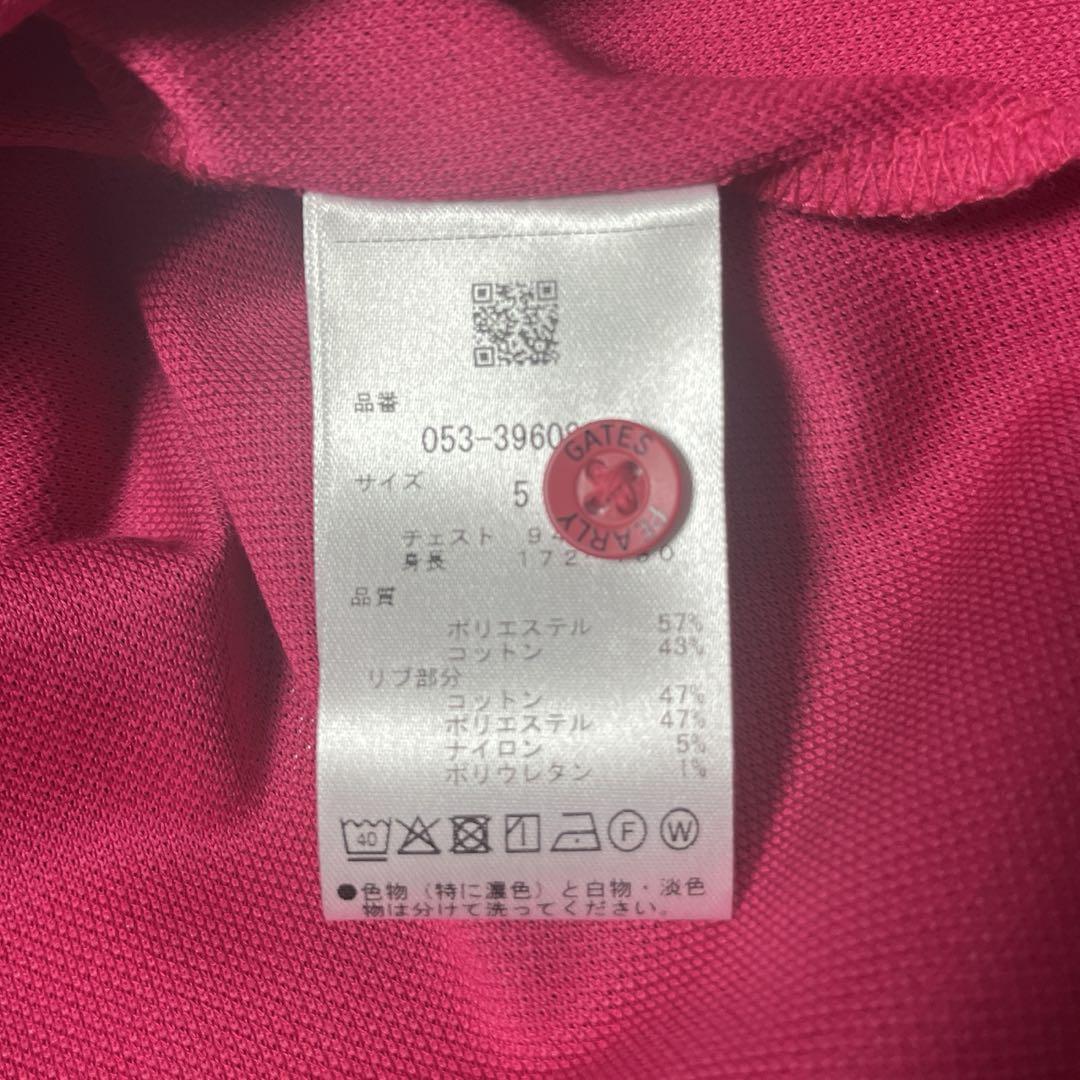 品番
053-3960
サイズ 5
チェスト 9
身長 172
品質
ポリエステル 57%
コットン 43%
リブ部分
コットン 47%
ポリエステル 47%
ナイロン 5%
ポリウレタン 1%
40 F W
●色物(特に濃色)と白物・淡色
物は分けて洗ってください。
GATES
PEARLY